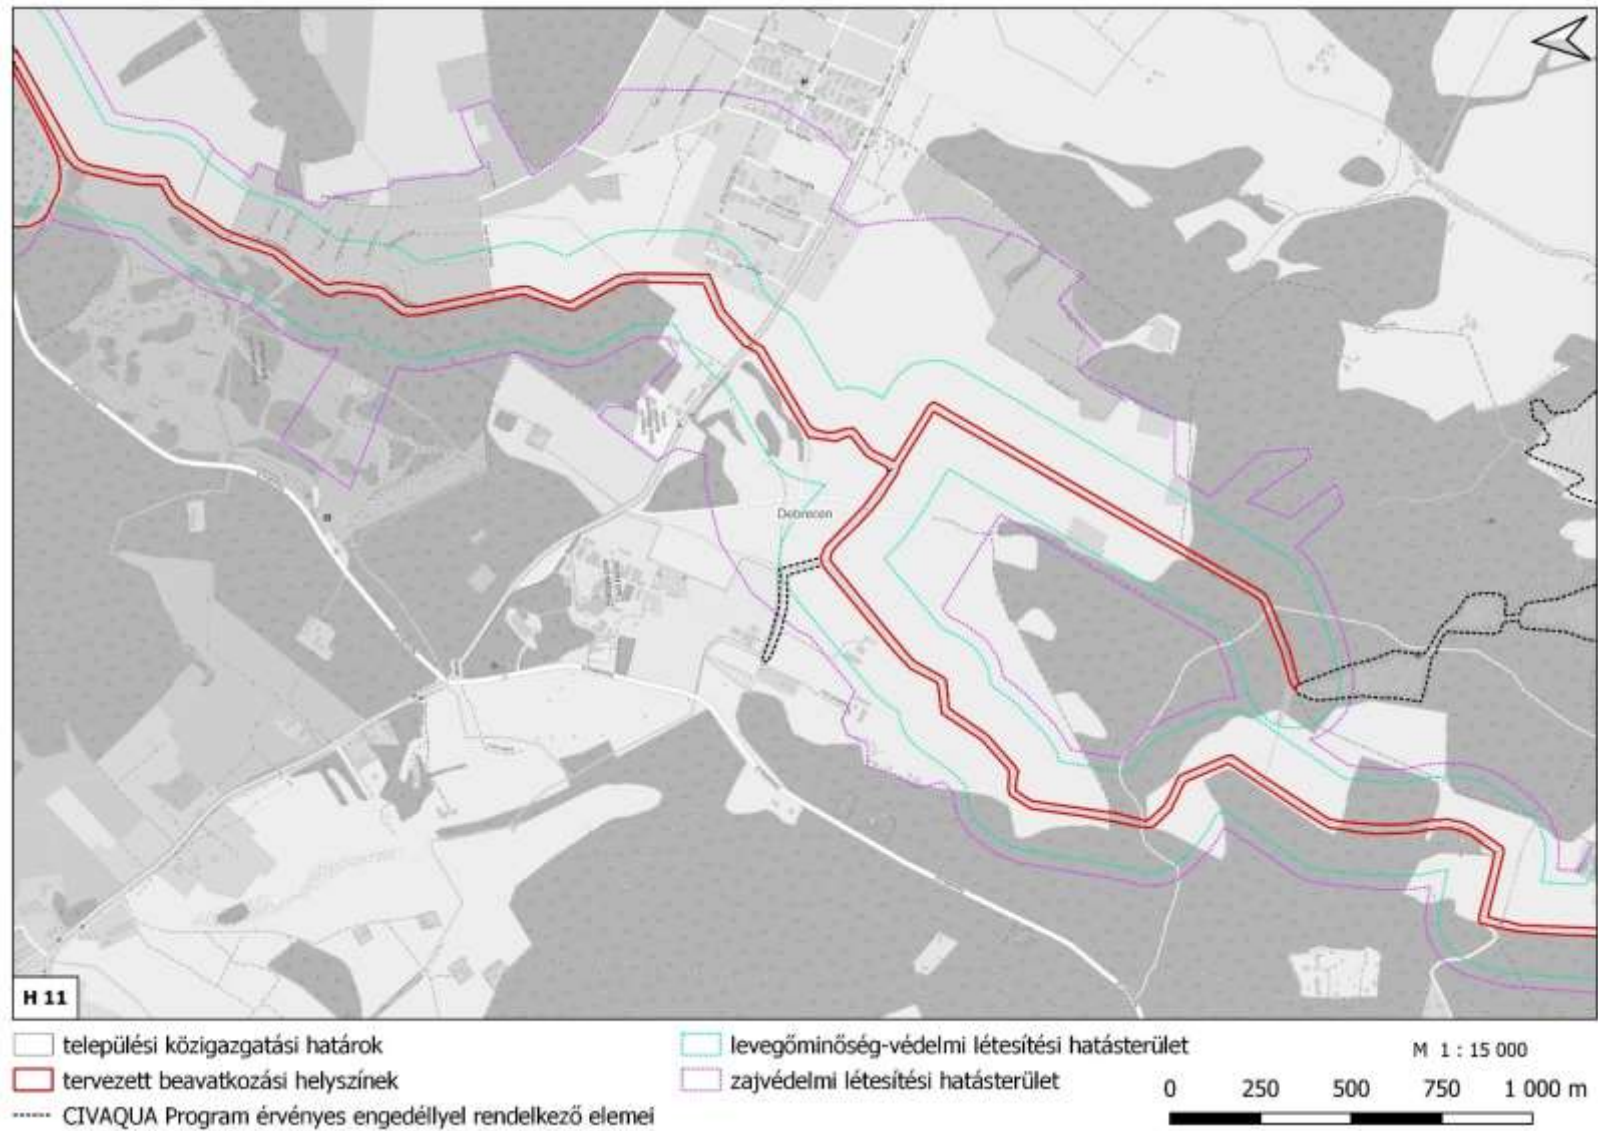 Debrecen
H 11
települési közigazgatási határok
tervezett beavatkozási helyszínek
CIVAQUA Program érvényes engedéllyel rendelkező elemei
levegőminőség-védelmi létesítési hatásterület
zajvédelmi létesítési hatásterület
M 1 : 15 000
0 250 500 750 1 000 m